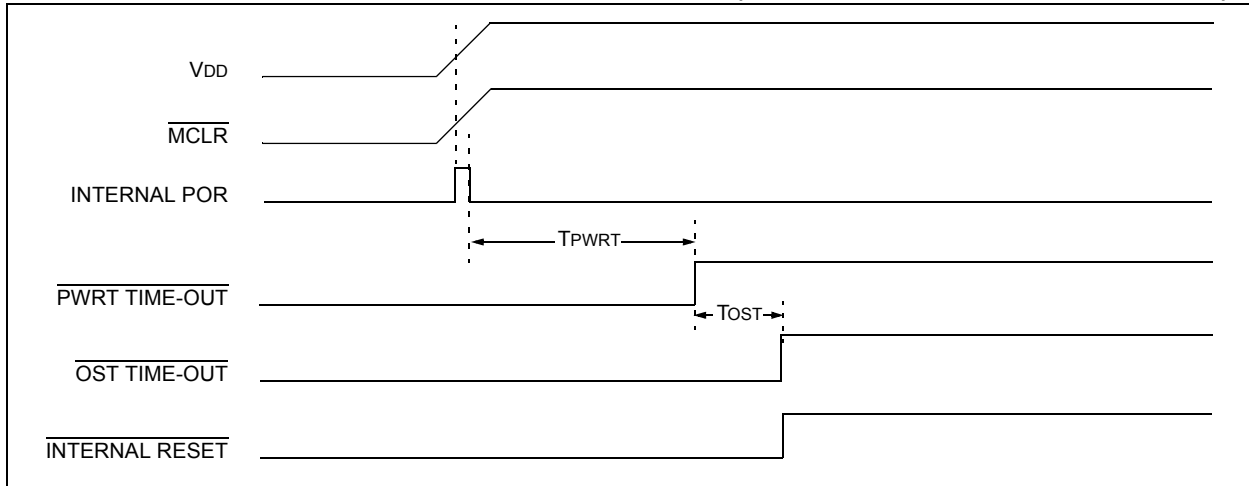 VDD
MCLR
INTERNAL POR
TPWRT
PWRT TIME-OUT
TOST
OST TIME-OUT
INTERNAL RESET